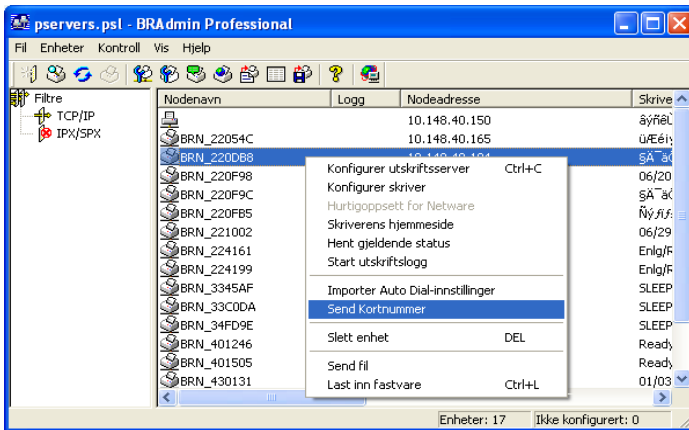 pservers.psl - BRAdmin Professional
Fil Enheter Kontroll Vis Hjelp
Filtre
TCP/IP
IPX/SPX
Nodenavn Logg Nodeadresse Skrive
10.148.40.150
BRN_22054C 10.148.40.165
BRN_220DB8
BRN_220F98 06/20
BRN_220F9C
BRN_220FB5
BRN_221002 06/29
BRN_224161 Enlg/F
BRN_224199 Enlg/F
BRN_3345AF SLEEP
BRN_33C0DA SLEEP
BRN_34FD9E SLEEP
BRN_401246 Ready
BRN_401505 Ready
BRN_430131 01/03
Konfigurer utskriftsserver Ctrl+C
Konfigurer skriver
Hurtigoppsett for Netware
Skriverens hjemmeside
Hent gjeldende status
Start utskriftslogg
Importer Auto Dial-innstillinger
Send Kortnummer
Slett enhet DEL
Send fil
Last inn fastvare Ctrl+L
Enheter: 17 Ikke konfigurert: 0